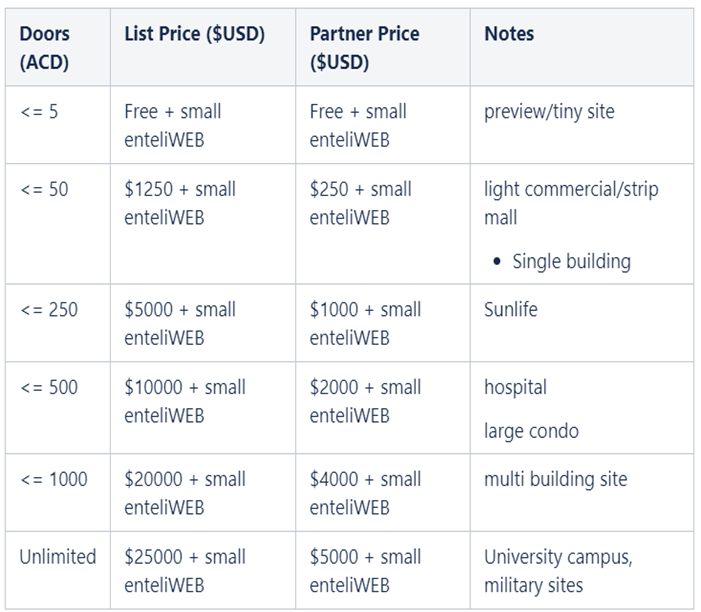 Doors
(ACD)
List Price ($USD)
Partner Price
($USD)
Notes
<= 5
Free + small
enteliWEB
Free + small
enteliWEB
preview/tiny site
<= 50
$1250 + small
enteliWEB
$250 + small
enteliWEB
light commercial/strip
mall
• Single building
<= 250
$5000 + small
enteliWEB
$1000 + small
enteliWEB
Sunlife
<= 500
$10000 + small
enteliWEB
$2000 + small
enteliWEB
hospital
large condo
<= 1000
$20000 + small
enteliWEB
$4000 + small
enteliWEB
multi building site
Unlimited
$25000 + small
enteliWEB
$5000 + small
enteliWEB
University campus,
military sites